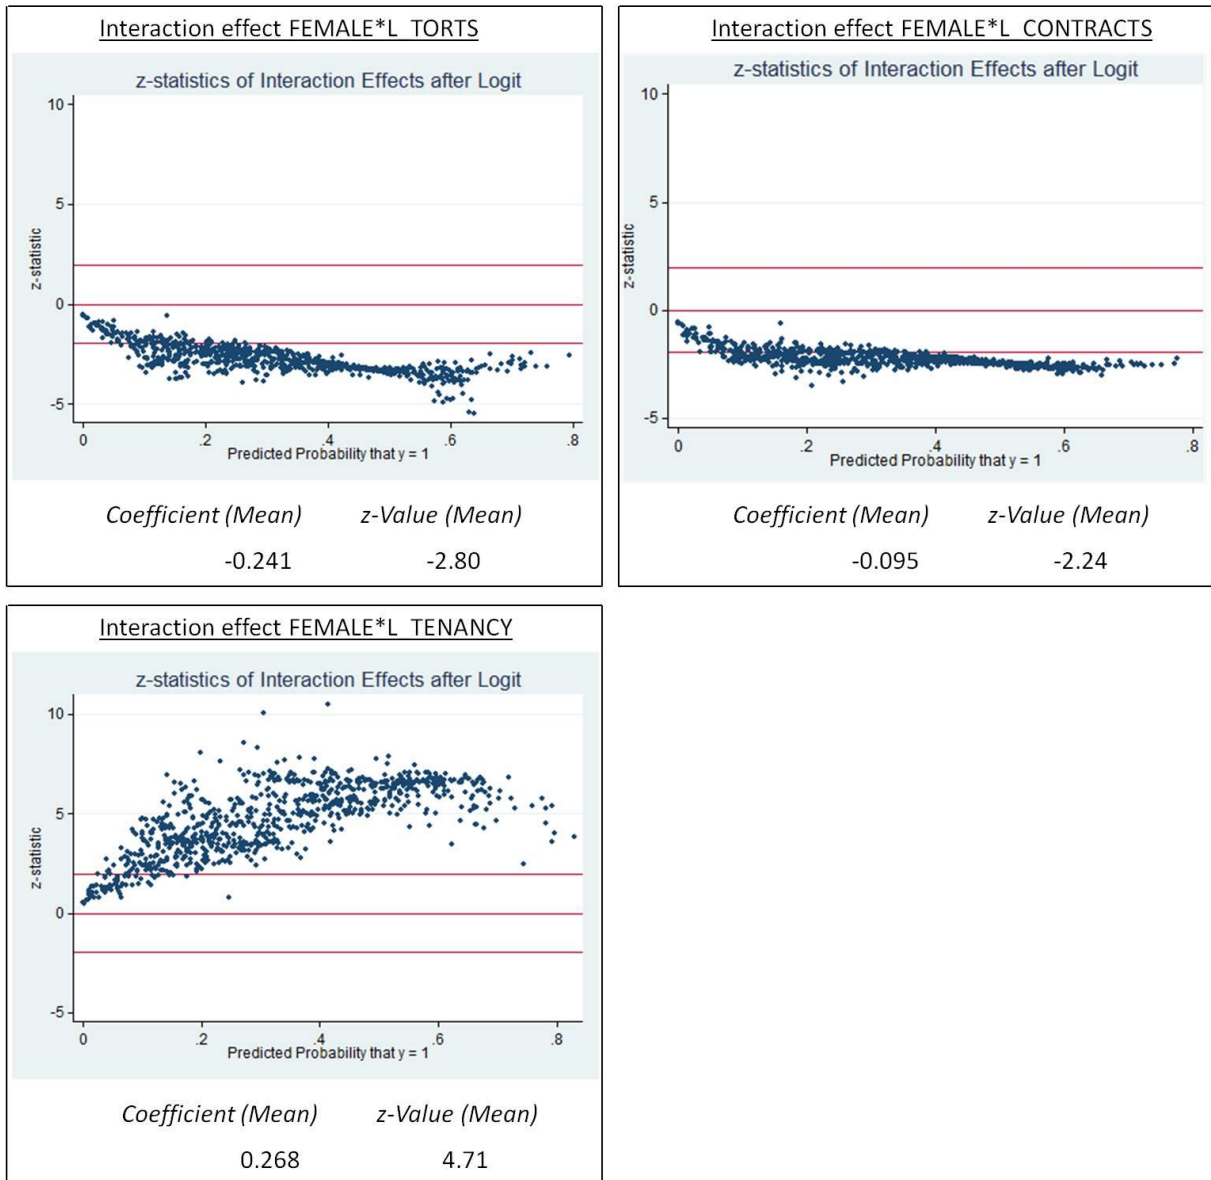 Interaction effect FEMALE*L_TORTS
z-statistics of Interaction Effects after Logit
10
5
0
-5
z-statistic
0 .2 .4 .6 .8
Predicted Probability that y = 1
Coefficient (Mean) z-Value (Mean)
-0.241 -2.80
Interaction effect FEMALE*L_CONTRACTS
z-statistics of Interaction Effects after Logit
10
5
0
-5
z-statistic
0 .2 .4 .6 .8
Predicted Probability that y = 1
Coefficient (Mean) z-Value (Mean)
-0.095 -2.24
Interaction effect FEMALE*L_TENANCY
z-statistics of Interaction Effects after Logit
10
5
0
-5
z-statistic
0 .2 .4 .6 .8
Predicted Probability that y = 1
Coefficient (Mean) z-Value (Mean)
0.268 4.71